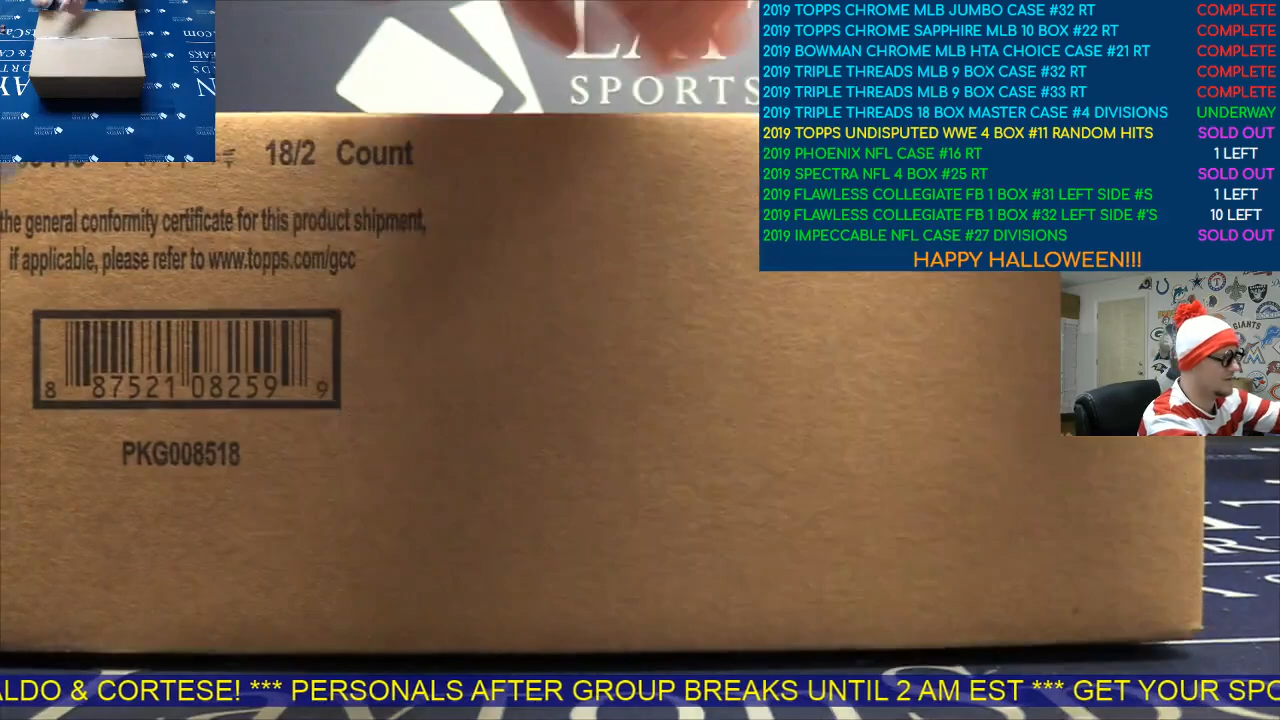 2019 TOPPS CHROME MLB JUMBO CASE #32 RT COMPLETE
2019 TOPPS CHROME SAPPHIRE MLB 10 BOX #22 RT COMPLETE
2019 BOWMAN CHROME MLB HTA CHOICE CASE #21 RT COMPLETE
2019 TRIPLE THREADS MLB 9 BOX CASE #32 RT COMPLETE
2019 TRIPLE THREADS MLB 9 BOX CASE #33 RT COMPLETE
2019 TRIPLE THREADS 18 BOX MASTER CASE #4 DIVISIONS UNDERWAY
2019 TOPPS UNDISPUTED WWE 4 BOX #11 RANDOM HITS SOLD OUT
2019 PHOENIX NFL CASE #16 RT 1 LEFT
2019 SPECTRA NFL 4 BOX #25 RT SOLD OUT
2019 FLAWLESS COLLEGIATE FB 1 BOX #31 LEFT SIDE #S 1 LEFT
2019 FLAWLESS COLLEGIATE FB 1 BOX #32 LEFT SIDE #'S 10 LEFT
2019 IMPECCABLE NFL CASE #27 DIVISIONS SOLD OUT
HAPPY HALLOWEEN!!!
SPORTS
18/2 Count
the general conformity certificate for this product shipment,
if applicable, please refer to www.topps.com/gcc
8 87521 08259 9
PKG008518
GIANTS
ALDO & CORTESE! *** PERSONALS AFTER GROUP BREAKS UNTIL 2 AM EST *** GET YOUR SPO